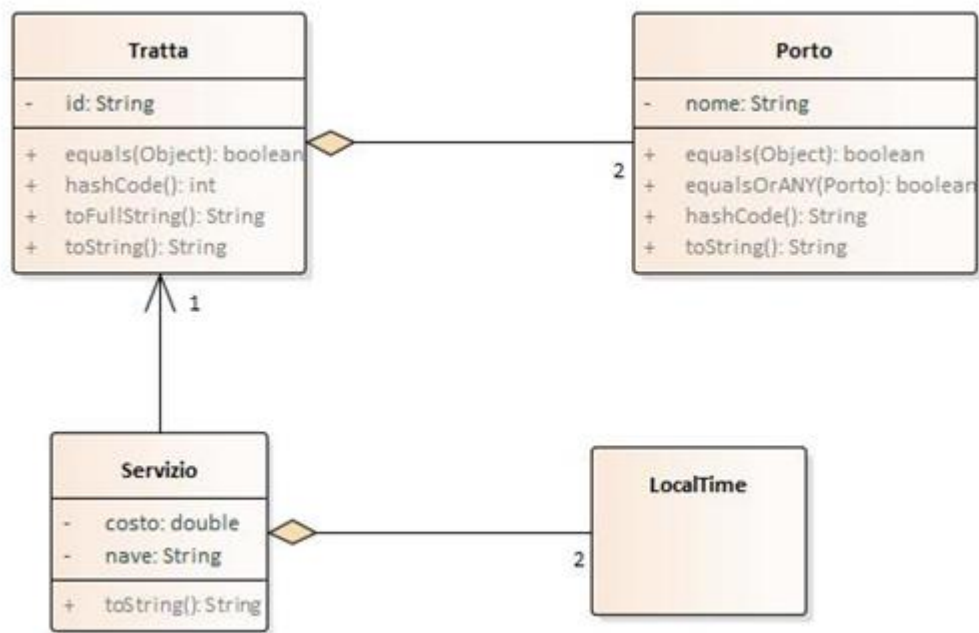 Tratta
- id: String
+ equals(Object): boolean
+ hashCode(): int
+ toFullString(): String
+ toString(): String
Porto
- nome: String
+ equals(Object): boolean
+ equalsOrANY(Porto): boolean
+ hashCode(): String
+ toString(): String
2
1
Servizio
- costo: double
- nave: String
+ toString(): String
LocalTime
2